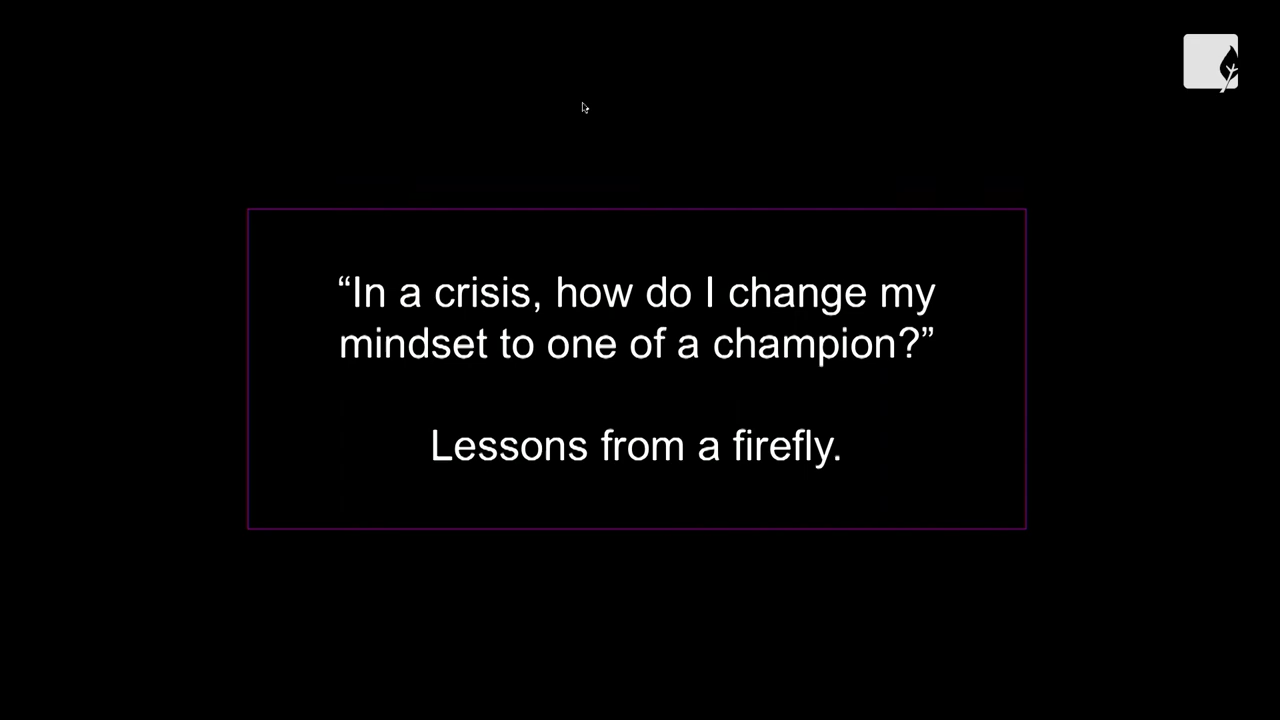 “In a crisis, how do I change my
mindset to one of a champion?”
Lessons from a firefly.